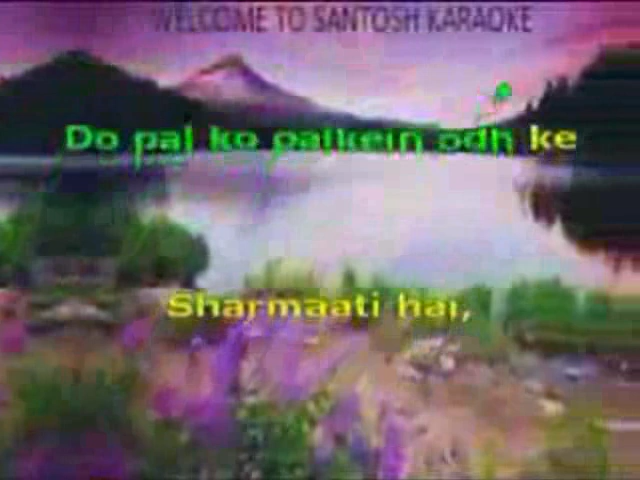 WELCOME TO SANTOSH KARAOKE
Do pal ko palkein odh ke
Sharmaati hai,